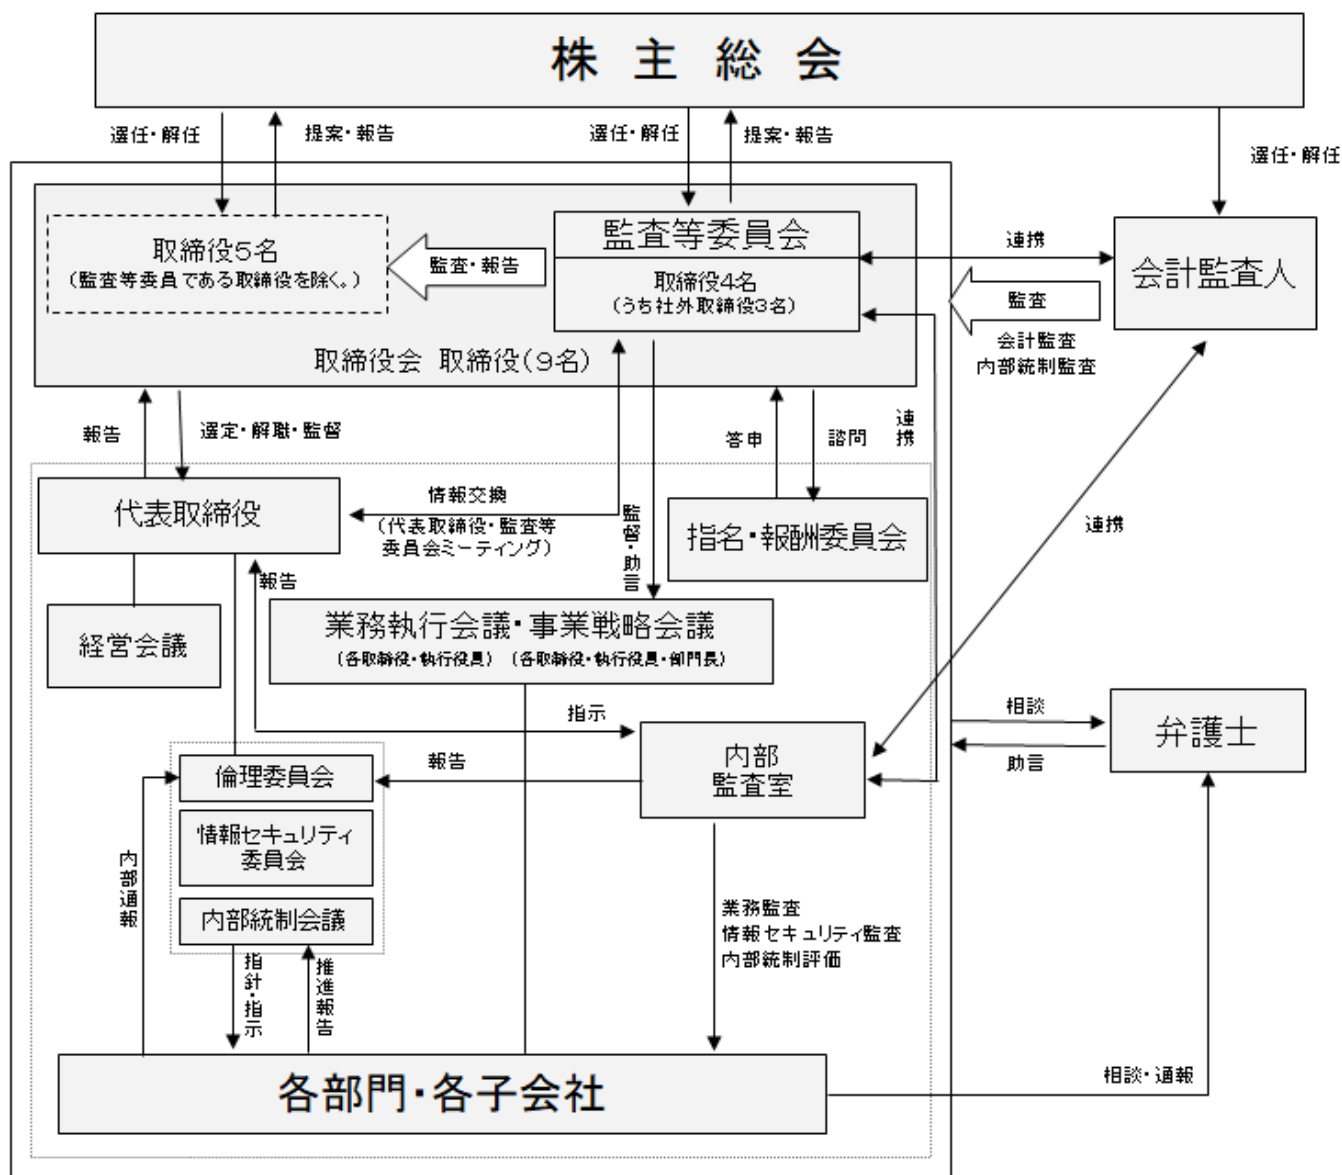 株主総会
選任・解任
提案・報告
選任・解任
提案・報告
選任・解任
取締役5名
(監査等委員である取締役を除く。)
監査・報告
監査等委員会
取締役4名
(うち社外取締役3名)
取締役会 取締役(9名)
連携
会計監査人
監査
会計監査
内部統制監査
報告
選定・解職・監督
答申
諮問
連携
代表取締役
情報交換
(代表取締役・監査等
委員会ミーティング)
監督・助言
指名・報酬委員会
連携
報告
経営会議
業務執行会議・事業戦略会議
(各取締役・執行役員) (各取締役・執行役員・部門長)
指示
内部
監査室
相談
助言
弁護士
倫理委員会
報告
情報セキュリティ
委員会
内部統制会議
内部通報
業務監査
情報セキュリティ監査
内部統制評価
指針・指示
推進報告
各部門・各子会社
相談・通報